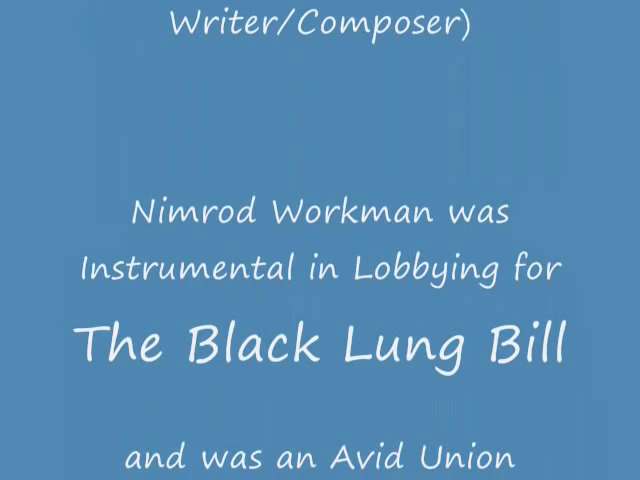 Writer/Composer)
Nimrod Workman was
Instrumental in Lobbying for
The Black Lung Bill
and was an Avid Union